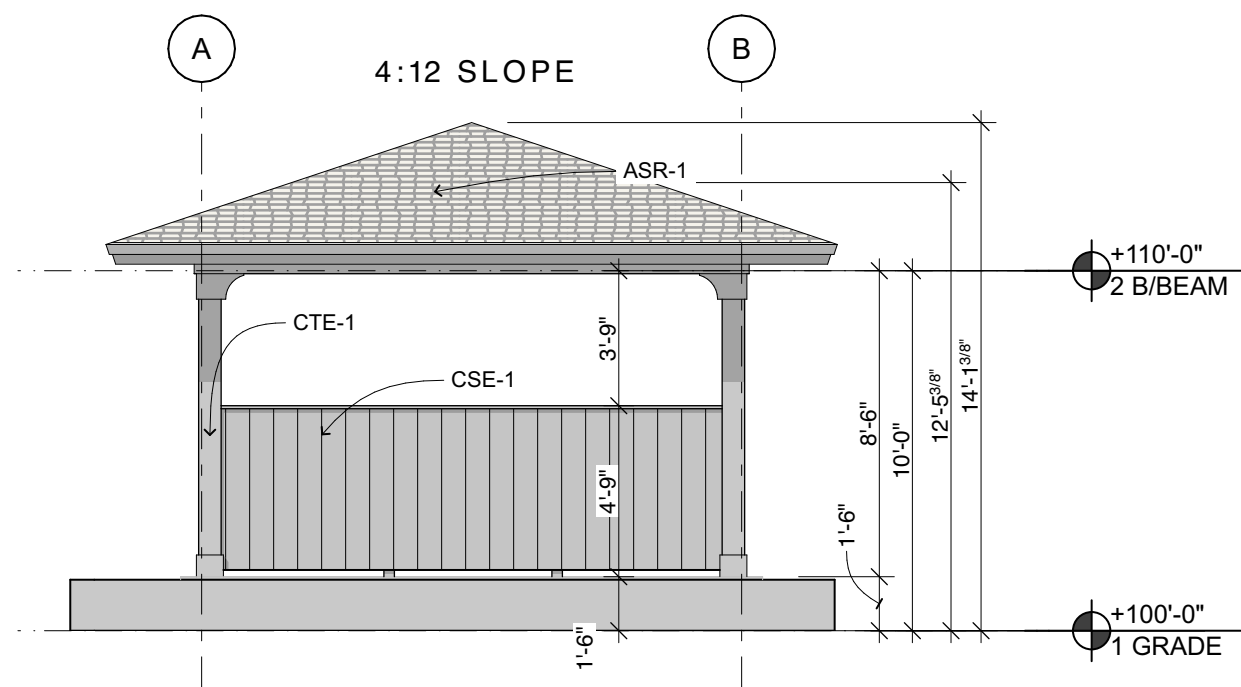 A
B
4:12 SLOPE
ASR-1
+110'-0"
2 B/BEAM
CTE-1
3'-9"
CSE-1
14'-1 3/8"
12'-5 3/8"
8'-6"
10'-0"
4'-9"
1'-6"
+100'-0"
1 GRADE
1'-6"